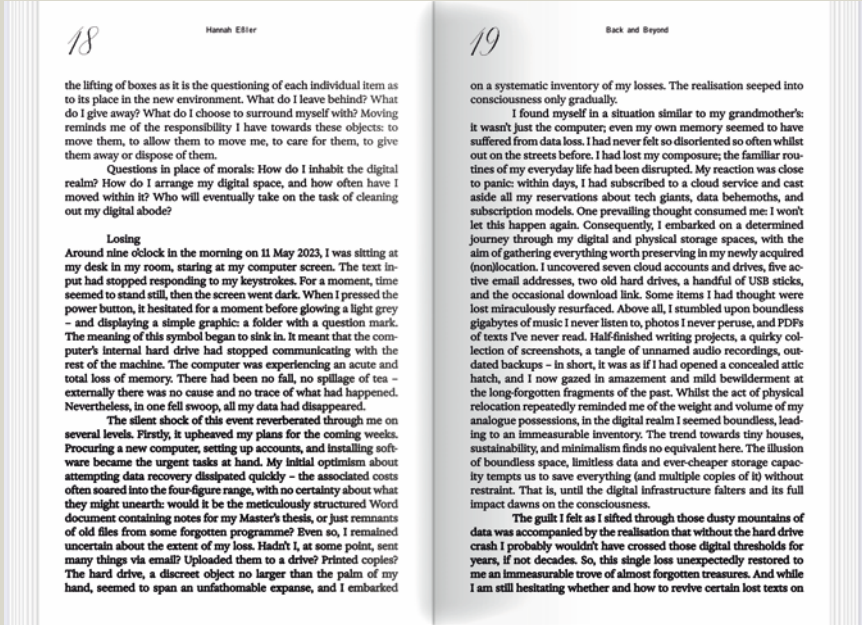 18
Hannah Eßler
the lifting of boxes as it is the questioning of each individual item as
to its place in the new environment. What do I leave behind? What
do I give away? What do I choose to surround myself with? Moving
reminds me of the responsibility I have towards these objects: to
move them, to allow them to move me, to care for them, to give
them away or dispose of them.
Questions in place of morals: How do I inhabit the digital
realm? How do I arrange my digital space, and how often have I
moved within it? Who will eventually take on the task of cleaning
out my digital abode?
Losing
Around nine o'clock in the morning on 11 May 2023, I was sitting at
my desk in my room, staring at my computer screen. The text in-
put had stopped responding to my keystrokes. For a moment, time
seemed to stand still, then the screen went dark. When I pressed the
power button, it hesitated for a moment before glowing a light grey
– and displaying a simple graphic: a folder with a question mark.
The meaning of this symbol began to sink in. It meant that the com-
puter's internal hard drive had stopped communicating with the
rest of the machine. The computer was experiencing an acute and
total loss of memory. There had been no fall, no spillage of tea –
externally there was no cause and no trace of what had happened.
Nevertheless, in one fell swoop, all my data had disappeared.
The silent shock of this event reverberated through me on
several levels. Firstly, it upheaved my plans for the coming weeks.
Procuring a new computer, setting up accounts, and installing soft-
ware became the urgent tasks at hand. My initial optimism about
attempting data recovery dissipated quickly – the associated costs
often soared into the four-figure range, with no certainty about what
they might unearth: would it be the meticulously structured Word
document containing notes for my Master's thesis, or just remnants
of old files from some forgotten programme? Even so, I remained
uncertain about the extent of my loss. Hadn't I, at some point, sent
many things via email? Uploaded them to a drive? Printed copies?
The hard drive, a discreet object no larger than the palm of my
hand, seemed to span an unfathomable expanse, and I embarked
19
Back and Beyond
on a systematic inventory of my losses. The realisation seeped into
consciousness only gradually.
I found myself in a situation similar to my grandmother's:
it wasn't just the computer; even my own memory seemed to have
suffered from data loss. I had never felt so disoriented so often whilst
out on the streets before. I had lost my composure; the familiar rou-
tines of my everyday life had been disrupted. My reaction was close
to panic: within days, I had subscribed to a cloud service and cast
aside all my reservations about tech giants, data behemoths, and
subscription models. One prevailing thought consumed me: I won't
let this happen again. Consequently, I embarked on a determined
journey through my digital and physical storage spaces, with the
aim of gathering everything worth preserving in my newly acquired
(non)location. I uncovered seven cloud accounts and drives, five ac-
tive email addresses, two old hard drives, a handful of USB sticks,
and the occasional download link. Some items I had thought were
lost miraculously resurfaced. Above all, I stumbled upon boundless
gigabytes of music I never listen to, photos I never peruse, and PDFs
of texts I've never read. Half-finished writing projects, a quirky col-
lection of screenshots, a tangle of unnamed audio recordings, out-
dated backups – in short, it was as if I had opened a concealed attic
hatch, and I now gazed in amazement and mild bewilderment at
the long-forgotten fragments of the past. Whilst the act of physical
relocation repeatedly reminded me of the weight and volume of my
analogue possessions, in the digital realm I seemed boundless, lead-
ing to an immeasurable inventory. The trend towards tiny houses,
sustainability, and minimalism finds no equivalent here. The illusion
of boundless space, limitless data and ever-cheaper storage capac-
ity tempts us to save everything (and multiple copies of it) without
restraint. That is, until the digital infrastructure falters and its full
impact dawns on the consciousness.
The guilt I felt as I sifted through those dusty mountains of
data was accompanied by the realisation that without the hard drive
crash I probably wouldn't have crossed those digital thresholds for
years, if not decades. So, this single loss unexpectedly restored to
me an immeasurable trove of almost forgotten treasures. And while
I am still hesitating whether and how to revive certain lost texts on